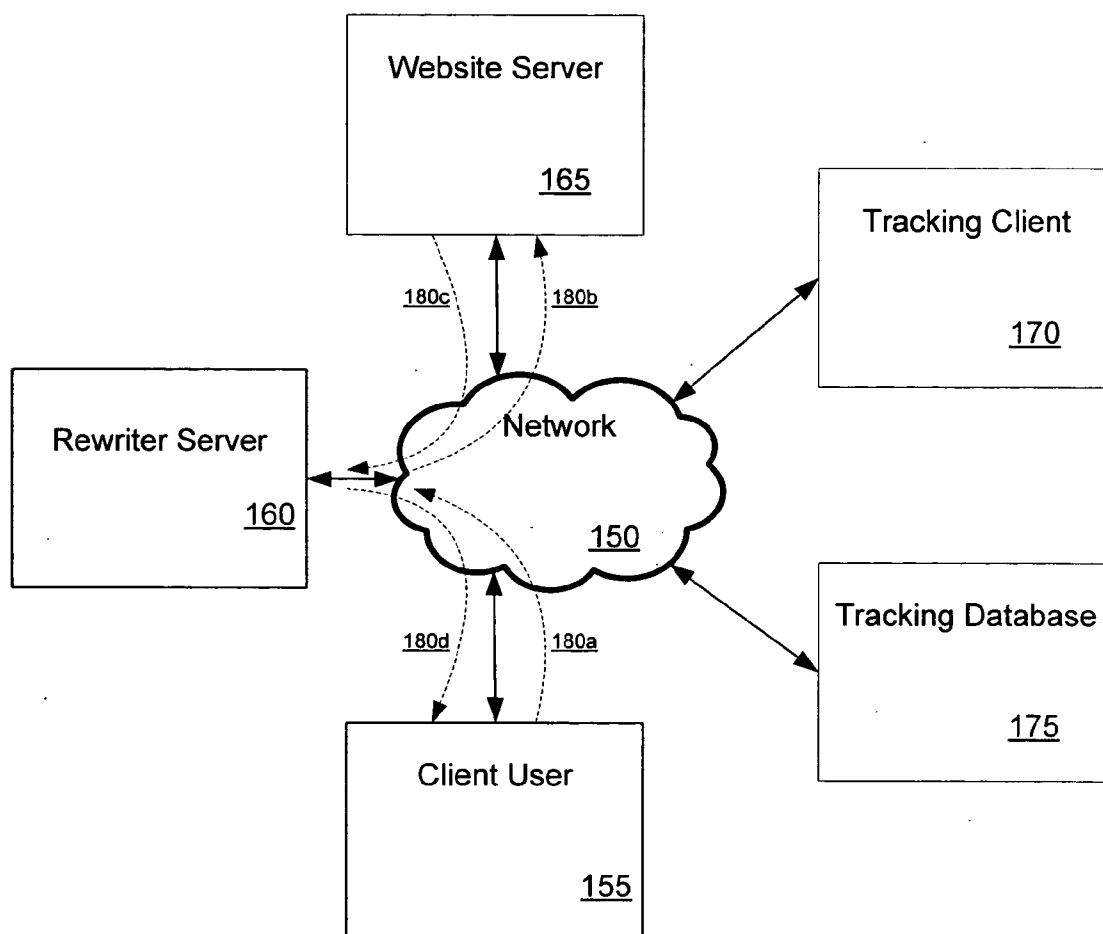 Website Server
165
Tracking Client
170
180c
180b
Rewriter Server
160
Network
150
Tracking Database
175
180d
180a
Client User
155